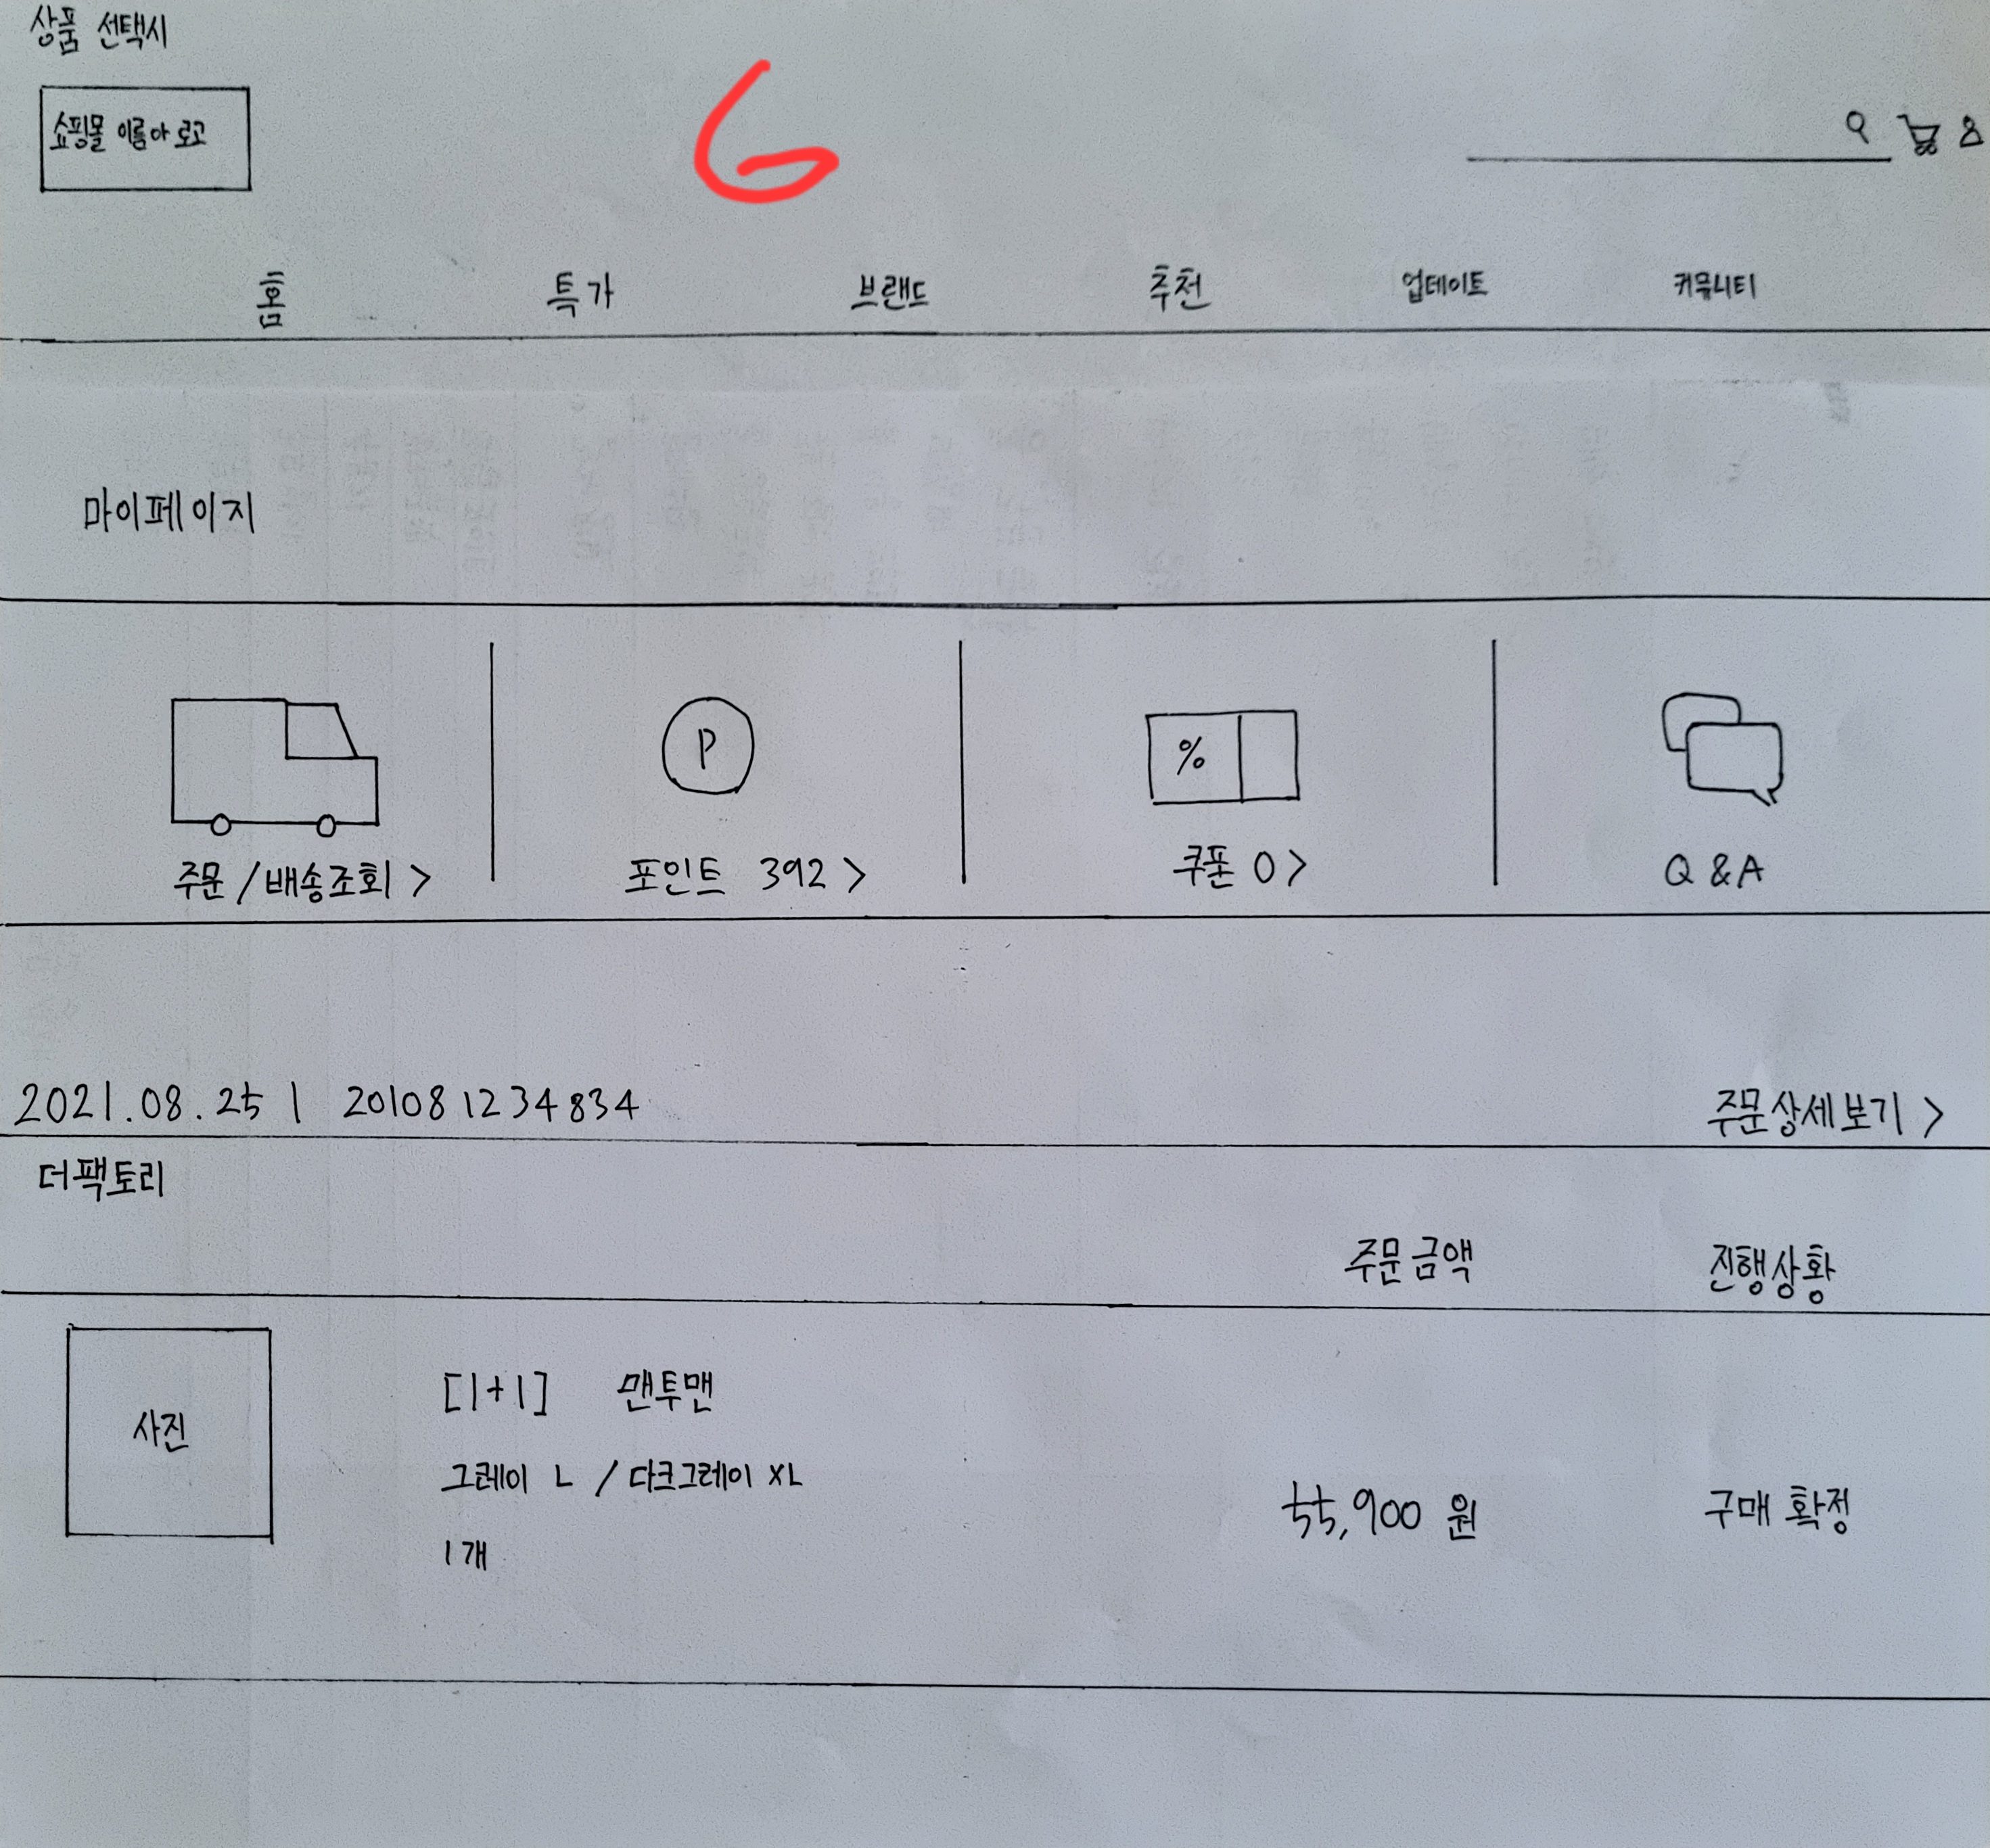 상품 선택시
6
쇼핑몰 이름아 로고
홈 특가 브랜드 추천 업데이트 커뮤니티
마이페이지
P %
주문/배송조회 > 포인트 392 > 쿠폰 0 > Q&A
2021.08.25 | 201081234834 주문상세보기 >
더팩토리
주문금액 진행상황
사진
[1+1] 맨투맨
그레이 L / 다크그레이 XL
55,900 원 구매 확정
1개